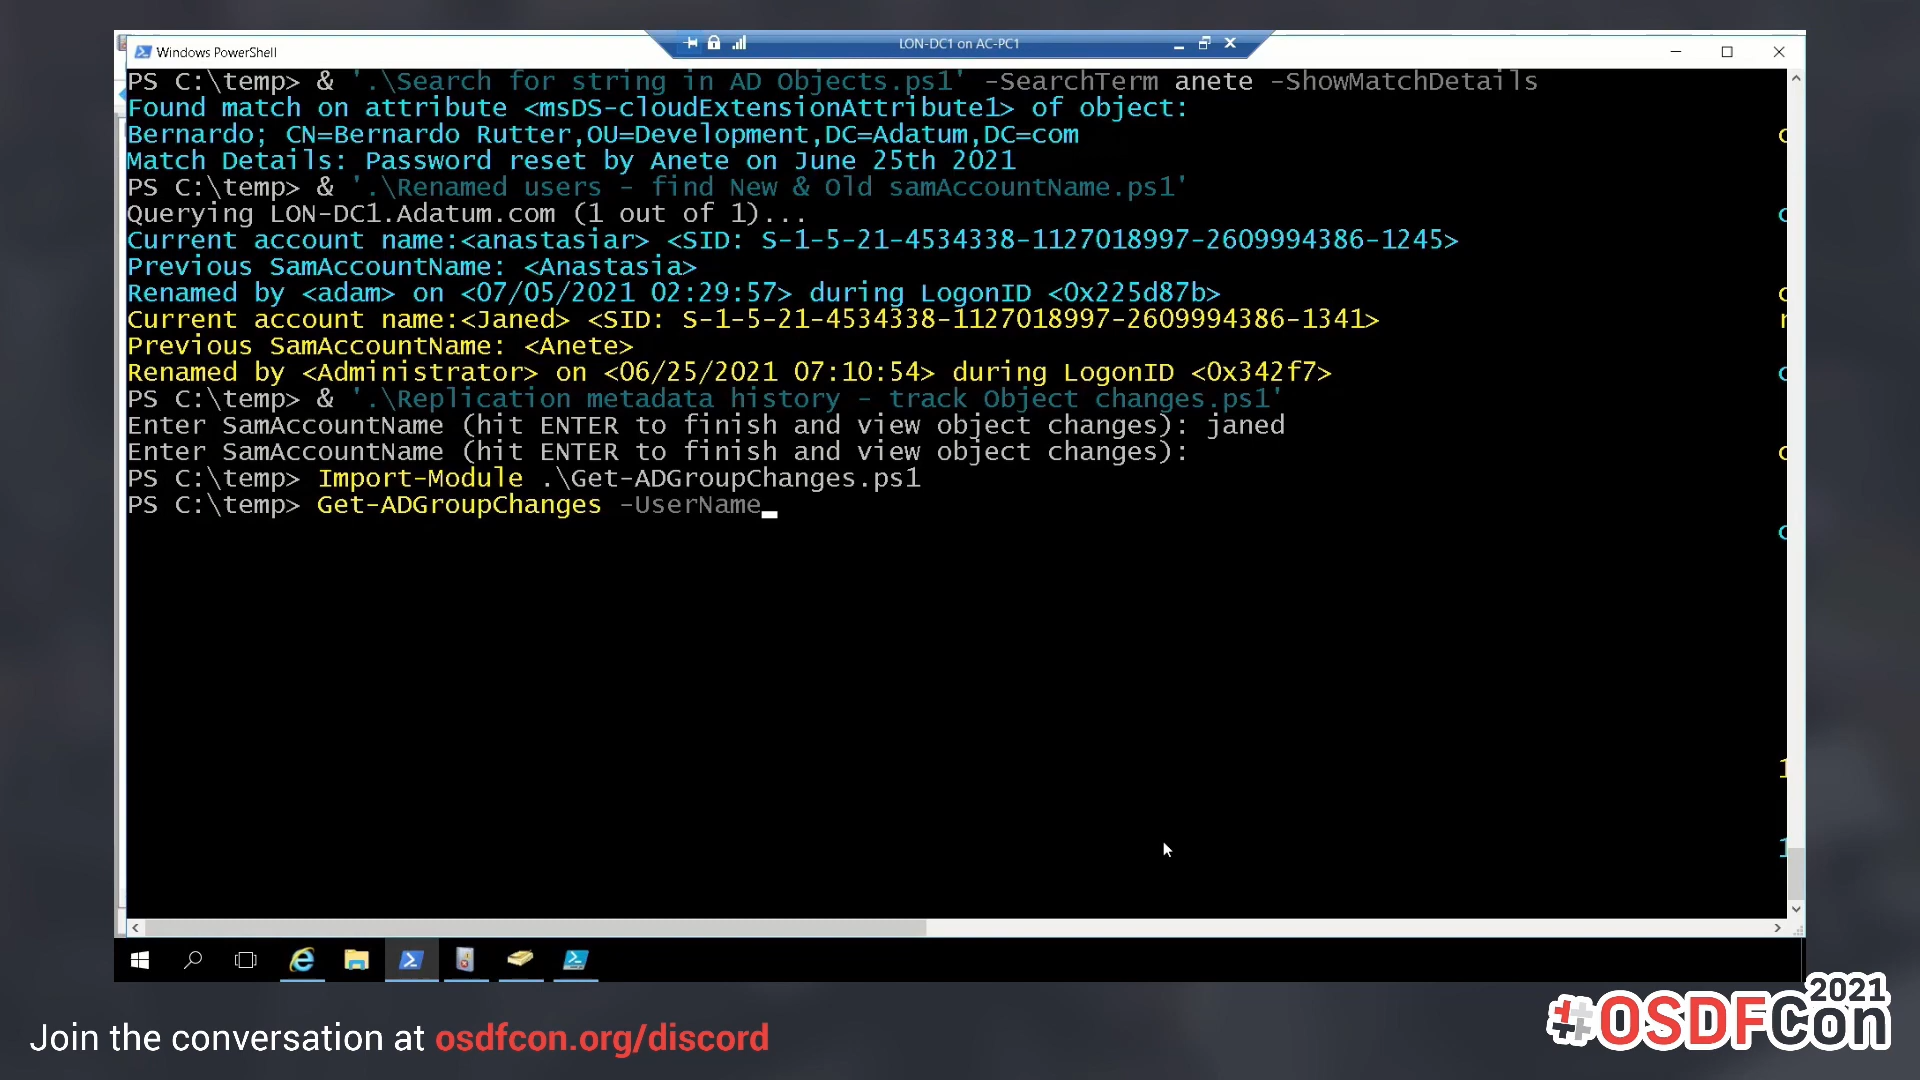 Windows PowerShell
LON-DC1 on AC-PC1
PS C:\temp> & '.\Search for string in AD Objects.ps1' -SearchTerm anete -ShowMatchDetails
Found match on attribute <msDS-cloudExtensionAttribute1> of object:
Bernardo; CN=Bernardo Rutter,OU=Development,DC=Adatum,DC=com
Match Details: Password reset by Anete on June 25th 2021
PS C:\temp> & '.\Renamed users - find New & Old samAccountName.ps1'
Querying LON-DC1.Adatum.com (1 out of 1)...
Current account name:<anastasiar> <SID: S-1-5-21-4534338-1127018997-2609994386-1245>
Previous SamAccountName: <Anastasia>
Renamed by <adam> on <07/05/2021 02:29:57> during LogonID <0x225d87b>
Current account name:<Janed> <SID: S-1-5-21-4534338-1127018997-2609994386-1341>
Previous SamAccountName: <Anete>
Renamed by <Administrator> on <06/25/2021 07:10:54> during LogonID <0x342f7>
PS C:\temp> & '.\Replication metadata history - track Object changes.ps1'
Enter SamAccountName (hit ENTER to finish and view object changes): janed
Enter SamAccountName (hit ENTER to finish and view object changes):
PS C:\temp> Import-Module .\Get-ADGroupChanges.ps1
PS C:\temp> Get-ADGroupChanges -UserName
Join the conversation at osdfcon.org/discord
2021
#OSDFCon